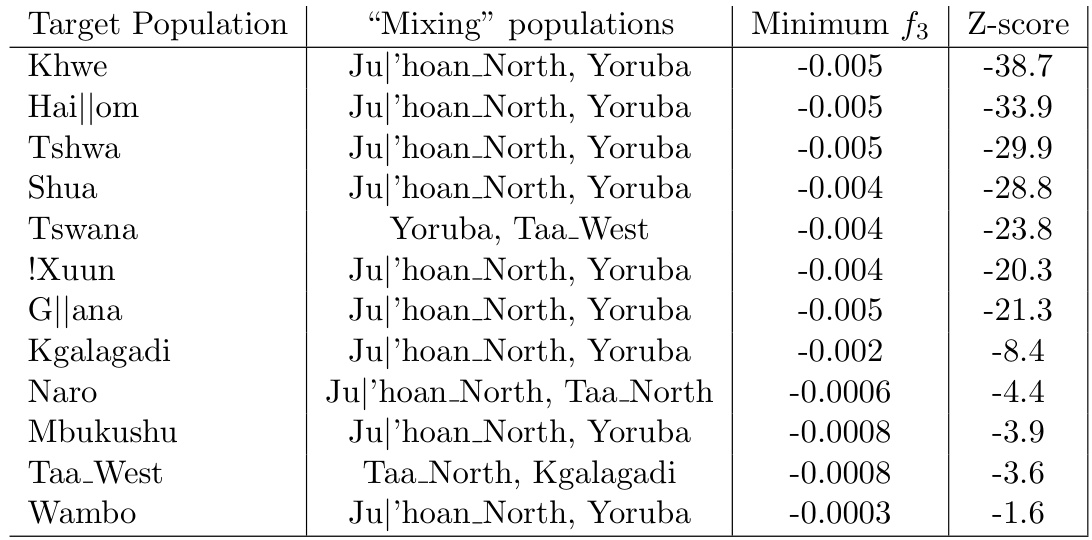 Target Population “Mixing” populations Minimum f3 Z-score
Khwe Ju|’hoan_North, Yoruba -0.005 -38.7
Hai||om Ju|’hoan_North, Yoruba -0.005 -33.9
Tshwa Ju|’hoan_North, Yoruba -0.005 -29.9
Shua Ju|’hoan_North, Yoruba -0.004 -28.8
Tswana Yoruba, Taa_West -0.004 -23.8
!Xuun Ju|’hoan_North, Yoruba -0.004 -20.3
G||ana Ju|’hoan_North, Yoruba -0.005 -21.3
Kgalagadi Ju|’hoan_North, Yoruba -0.002 -8.4
Naro Ju|’hoan_North, Taa_North -0.0006 -4.4
Mbukushu Ju|’hoan_North, Yoruba -0.0008 -3.9
Taa_West Taa_North, Kgalagadi -0.0008 -3.6
Wambo Ju|’hoan_North, Yoruba -0.0003 -1.6